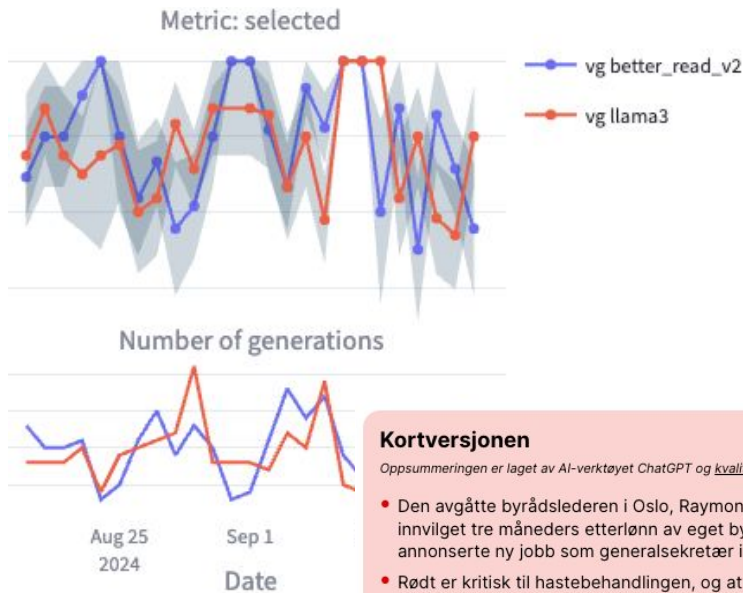 Metric: selected
vg better_read_v2
vg llama3
Number of generations
Aug 25
2024
Sep 1
Date
Kortversjonen
Oppsummeringen er laget av AI-verktøyet ChatGPT og
Den avgåtte byrådslederen i Oslo,
innvilget tre måneders etterlønn av eget
annonserte ny jobb som generalsekretær i
Rødt er kritisk til hastebehandlingen, og at